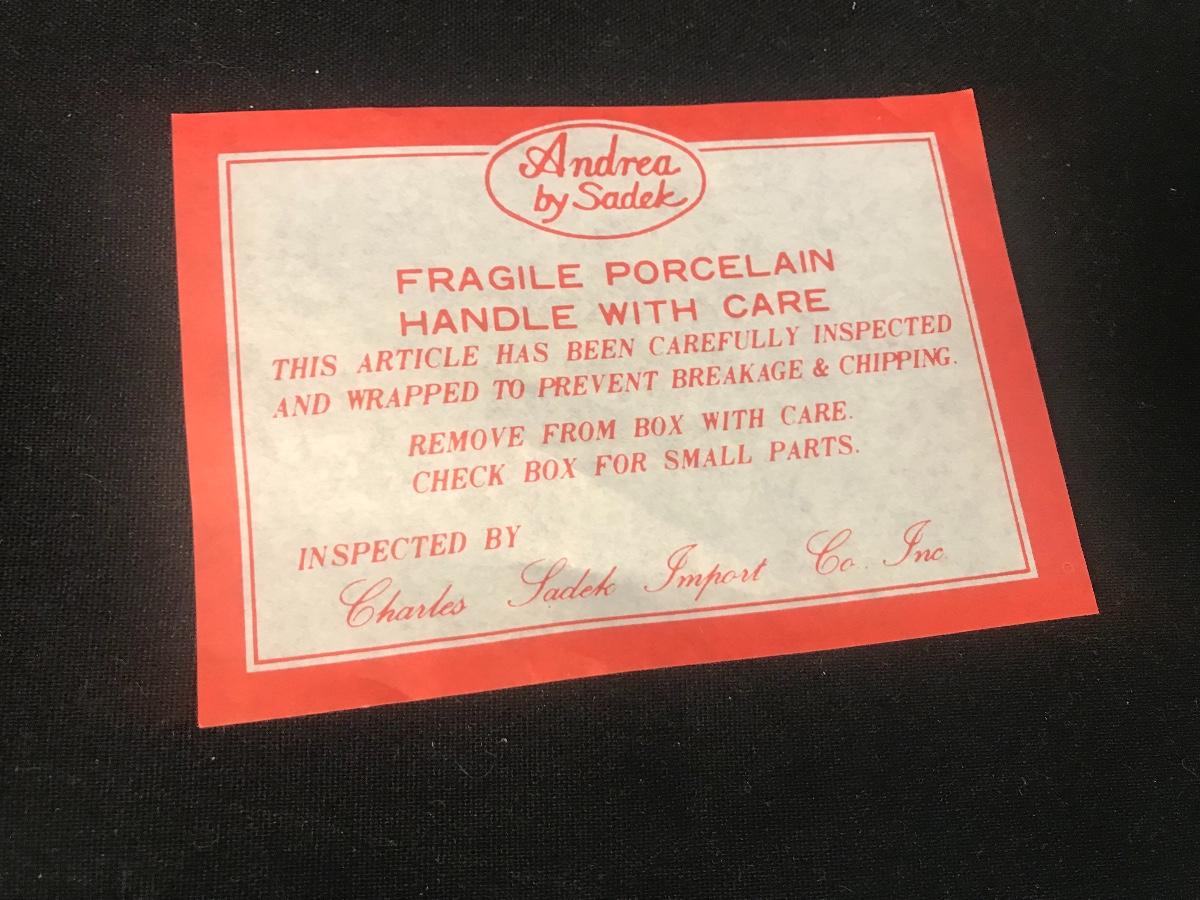 Andrea
by Sadek
FRAGILE PORCELAIN
HANDLE WITH CARE
THIS ARTICLE HAS BEEN CAREFULLY INSPECTED
AND WRAPPED TO PREVENT BREAKAGE & CHIPPING.
REMOVE FROM BOX WITH CARE.
CHECK BOX FOR SMALL PARTS.
INSPECTED BY
Charles Sadek Import Co. Inc.